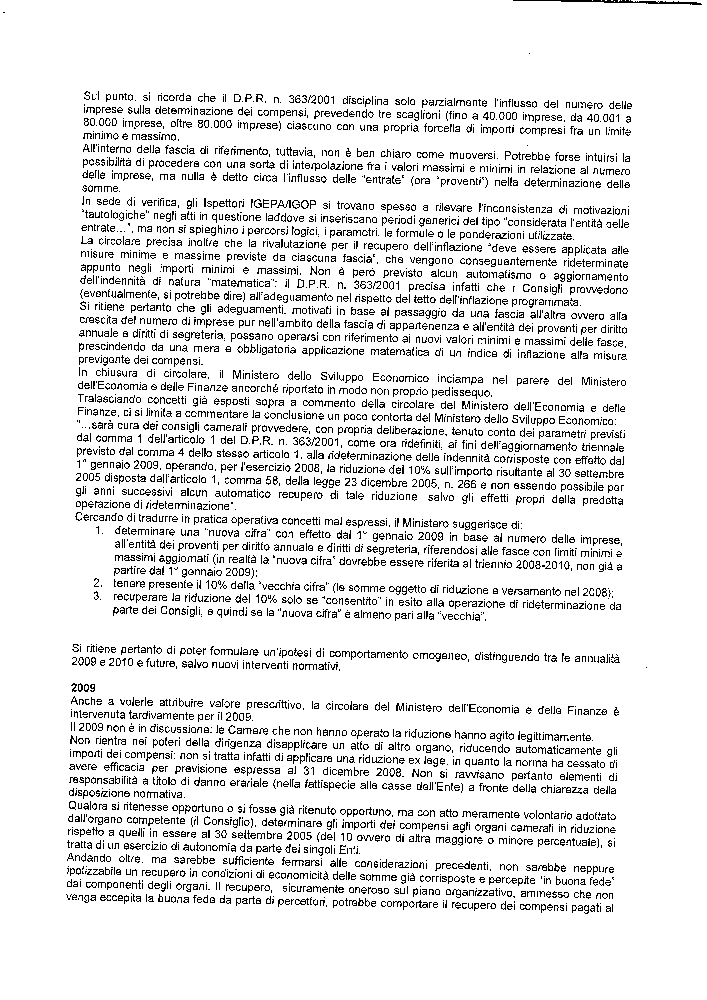 Sul punto, si ricorda che il D.P.R. n. 363/2001 disciplina solo parzialmente l'influsso del numero delle
imprese sulla determinazione dei compensi, prevedendo tre scaglioni (fino a 40.000 imprese, da 40.001 a
80.000 imprese, oltre 80.000 imprese) ciascuno con una propria forcella di importi compresi fra un limite
minimo e massimo.
All'interno della fascia di riferimento, tuttavia, non è ben chiaro come muoversi. Potrebbe forse intuirsi la
possibilità di procedere con una sorta di interpolazione fra i valori massimi e minimi in relazione al numero
delle imprese, ma nulla è detto circa l'influsso delle “entrate” (ora “proventi”) nella determinazione delle
somme.
In sede di verifica, gli Ispettori IGEPA/IGOP si trovano spesso a rilevare l'inconsistenza di motivazioni
“tautologiche” negli atti in questione laddove si inseriscano periodi generici del tipo “considerata l'entità delle
entrate…”, ma non si spieghino i percorsi logici, i parametri, le formule o le ponderazioni utilizzate.
La circolare precisa inoltre che la rivalutazione per il recupero dell'inflazione “deve essere applicata alle
misure minime e massime previste da ciascuna fascia”, che vengono conseguentemente rideterminate
appunto negli importi minimi e massimi. Non è però previsto alcun automatismo o aggiornamento
dell'indennità di natura “matematica”: il D.P.R. n. 363/2001 precisa infatti che i Consigli provvedono
(eventualmente, si potrebbe dire) all'adeguamento nel rispetto del tetto dell'inflazione programmata.
Si ritiene pertanto che gli adeguamenti, motivati in base al passaggio da una fascia all'altra ovvero alla
crescita del numero di imprese pur nell'ambito della fascia di appartenenza e all'entità dei proventi per diritto
annuale e diritti di segreteria, possano operarsi con riferimento ai nuovi valori minimi e massimi delle fasce,
prescindendo da una mera e obbligatoria applicazione matematica di un indice di inflazione alla misura
previgente dei compensi.
In chiusura di circolare, il Ministero dello Sviluppo Economico inciampa nel parere del Ministero
dell'Economia e delle Finanze ancorché riportato in modo non proprio pedissequo.
Tralasciando concetti già esposti sopra a commento della circolare del Ministero dell'Economia e delle
Finanze, ci si limita a commentare la conclusione un poco contorta del Ministero dello Sviluppo Economico:
“…sarà cura dei consigli camerali provvedere, con propria deliberazione, tenuto conto dei parametri previsti
dal comma 1 dell'articolo 1 del D.P.R. n. 363/2001, come ora ridefiniti, ai fini dell'aggiornamento triennale
previsto dal comma 4 dello stesso articolo 1, alla rideterminazione delle indennità corrisposte con effetto dal
1° gennaio 2009, operando, per l'esercizio 2008, la riduzione del 10% sull'importo risultante al 30 settembre
2005 disposta dall'articolo 1, comma 58, della legge 23 dicembre 2005, n. 266 e non essendo possibile per
gli anni successivi alcun automatico recupero di tale riduzione, salvo gli effetti propri della predetta
operazione di rideterminazione”.
Cercando di tradurre in pratica operativa concetti mal espressi, il Ministero suggerisce di:
1. determinare una “nuova cifra” con effetto dal 1° gennaio 2009 in base al numero delle imprese,
all'entità dei proventi per diritto annuale e diritti di segreteria, riferendosi alle fasce con limiti minimi e
massimi aggiornati (in realtà la “nuova cifra” dovrebbe essere riferita al triennio 2008-2010, non già a
partire dal 1° gennaio 2009);
2. tenere presente il 10% della “vecchia cifra” (le somme oggetto di riduzione e versamento nel 2008);
3. recuperare la riduzione del 10% solo se “consentito” in esito alla operazione di rideterminazione da
parte dei Consigli, e quindi se la “nuova cifra” è almeno pari alla “vecchia”.
Si ritiene pertanto di poter formulare un'ipotesi di comportamento omogeneo, distinguendo tra le annualità
2009 e 2010 e future, salvo nuovi interventi normativi.
2009
Anche a volerle attribuire valore prescrittivo, la circolare del Ministero dell'Economia e delle Finanze è
intervenuta tardivamente per il 2009.
Il 2009 non è in discussione: le Camere che non hanno operato la riduzione hanno agito legittimamente.
Non rientra nei poteri della dirigenza disapplicare un atto di altro organo, riducendo automaticamente gli
importi dei compensi: non si tratta infatti di applicare una riduzione ex lege, in quanto la norma ha cessato di
avere efficacia per previsione espressa al 31 dicembre 2008. Non si ravvisano pertanto elementi di
responsabilità a titolo di danno erariale (nella fattispecie alle casse dell'Ente) a fronte della chiarezza della
disposizione normativa.
Qualora si ritenesse opportuno o si fosse già ritenuto opportuno, ma con atto meramente volontario adottato
dall'organo competente (il Consiglio), determinare gli importi dei compensi agli organi camerali in riduzione
rispetto a quelli in essere al 30 settembre 2005 (del 10 ovvero di altra maggiore o minore percentuale), si
tratta di un esercizio di autonomia da parte dei singoli Enti.
Andando oltre, ma sarebbe sufficiente fermarsi alle considerazioni precedenti, non sarebbe neppure
ipotizzabile un recupero in condizioni di economicità delle somme già corrisposte e percepite “in buona fede”
dai componenti degli organi. Il recupero, sicuramente oneroso sul piano organizzativo, ammesso che non
venga eccepita la buona fede da parte di percettori, potrebbe comportare il recupero dei compensi pagati al